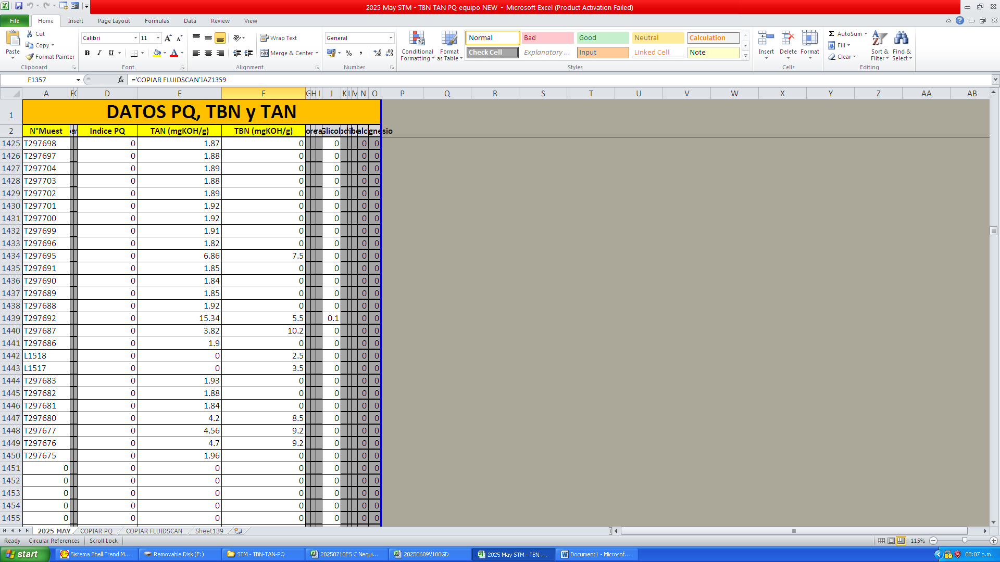 2025 May STM - TBN TAN PQ equipo NEW - Microsoft Excel (Product Activation Failed)
File Home Insert Page Layout Formulas Data Review View
Cut Calibri 11 Wrap Text General Normal Bad Good Neutral Calculation AutoSum
Copy Fill
Paste Format Painter B I U Merge & Center % , Conditional Formatting Format as Table Check Cell Explanatory ... Input Linked Cell Note Insert Delete Format Clear Sort & Filter Find & Select
Clipboard Font Alignment Number Styles Cells Editing
F1357 fx ='COPIAR FLUIDSCAN'!AZ1359
A D E F G H I J K L M N O P Q R S T U V W X Y Z AA AB
1 DATOS PQ, TBN y TAN
2 N°Muest Indice PQ TAN (mgKOH/g) TBN (mgKOH/g)
1425 T297698 0 1.87 0 0 0 0
1426 T297697 0 1.88 0 0 0 0
1427 T297704 0 1.89 0 0 0 0
1428 T297703 0 1.88 0 0 0 0
1429 T297702 0 1.89 0 0 0 0
1430 T297701 0 1.92 0 0 0 0
1431 T297700 0 1.92 0 0 0 0
1432 T297699 0 1.91 0 0 0 0
1433 T297696 0 1.82 0 0 0 0
1434 T297695 0 6.86 7.5 0 0 0
1435 T297691 0 1.85 0 0 0 0
1436 T297690 0 1.84 0 0 0 0
1437 T297689 0 1.85 0 0 0 0
1438 T297688 0 1.92 0 0 0 0
1439 T297692 0 15.34 5.5 0.1 0 0
1440 T297687 0 3.82 10.2 0 0 0
1441 T297686 0 1.9 0 0 0 0
1442 L1518 0 0 2.5 0 0 0
1443 L1517 0 0 3.5 0 0 0
1444 T297683 0 1.93 0 0 0 0
1445 T297682 0 1.88 0 0 0 0
1446 T297681 0 1.84 0 0 0 0
1447 T297680 0 4.2 8.5 0 0 0
1448 T297677 0 4.56 9.2 0 0 0
1449 T297676 0 4.7 9.2 0 0 0
1450 T297675 0 1.96 0 0 0 0
1451 0 0 0 0 0 0 0
1452 0 0 0 0 0 0 0
1453 0 0 0 0 0 0 0
1454 0 0 0 0 0 0 0
1455 0 0 0 0 0 0 0
2025 MAY COPIAR PQ COPIAR FLUIDSCAN Sheet139
Ready Circular References Scroll Lock 115%
start Sistema Shell Trend M... Removable Disk (F:) STM - TBN-TAN-PQ 20250710FS C Nequi... 20250609V100GD 2025 May STM - TBN ... Document1 - Microsof... 08:07 p.m.